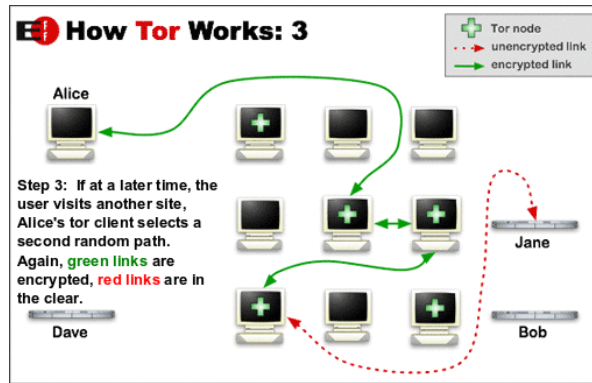 EFF How Tor Works: 3
Tor node
unencrypted link
encrypted link
Alice
Step 3: If at a later time, the
user visits another site,
Alice's tor client selects a
second random path.
Again, green links are
encrypted, red links are in
the clear.
Jane
Dave
Bob